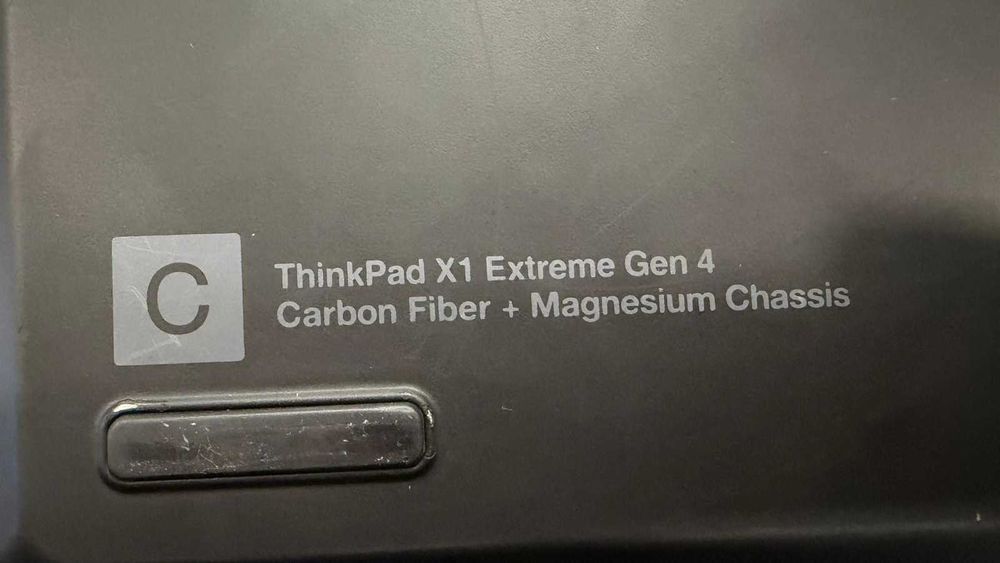 C
ThinkPad X1 Extreme Gen 4
Carbon Fiber + Magnesium Chassis